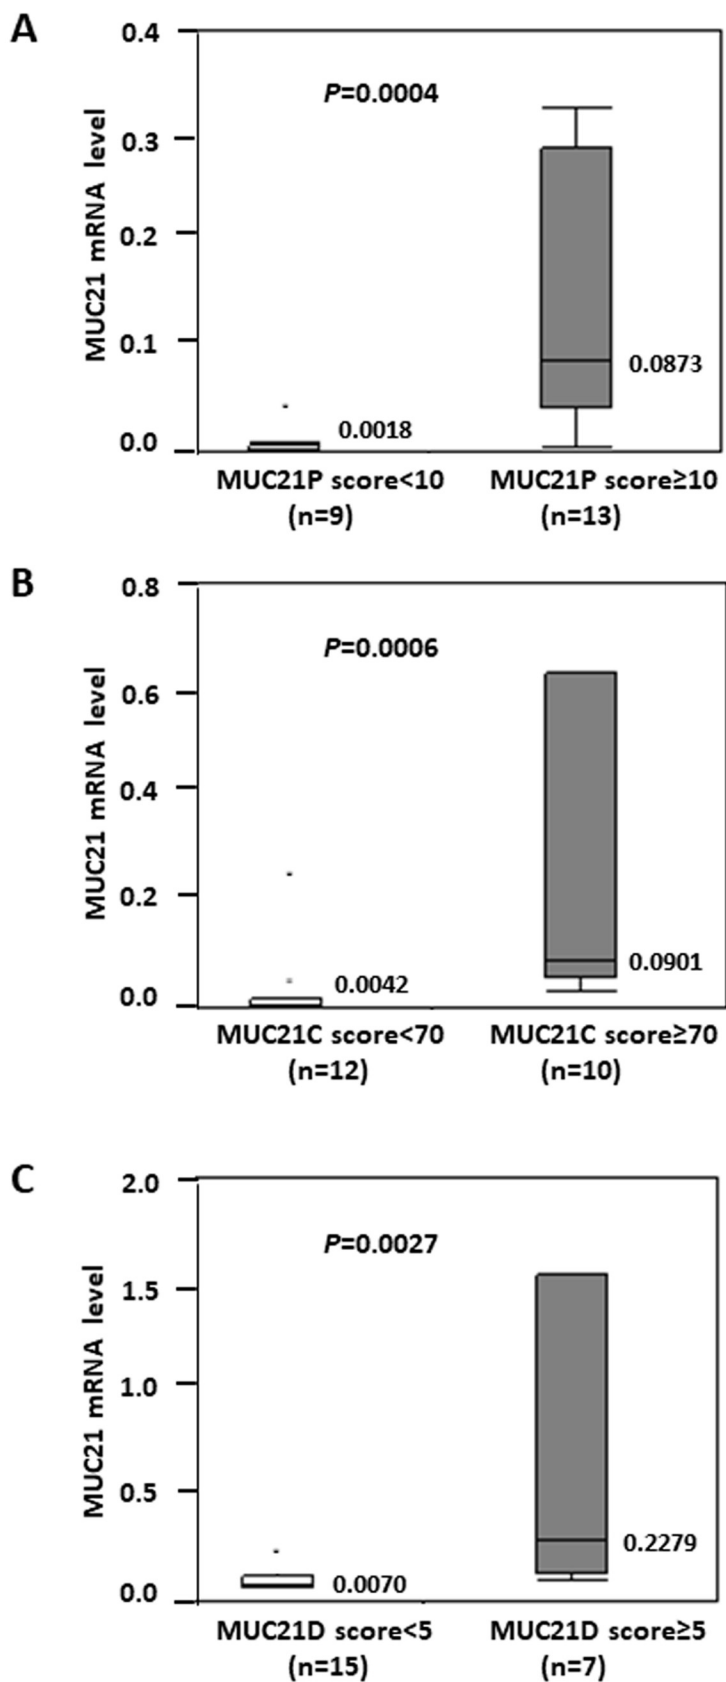 A
0.4
P=0.0004
0.3
MUC21 mRNA level
0.2
0.1
0.0873
0.0018
0.0
MUC21P score<10
(n=9)
MUC21P score≥10
(n=13)
B
0.8
P=0.0006
0.6
MUC21 mRNA level
0.4
0.2
0.0901
0.0042
0.0
MUC21C score<70
(n=12)
MUC21C score≥70
(n=10)
C
2.0
P=0.0027
1.5
MUC21 mRNA level
1.0
0.5
0.2279
0.0070
0.0
MUC21D score<5
(n=15)
MUC21D score≥5
(n=7)